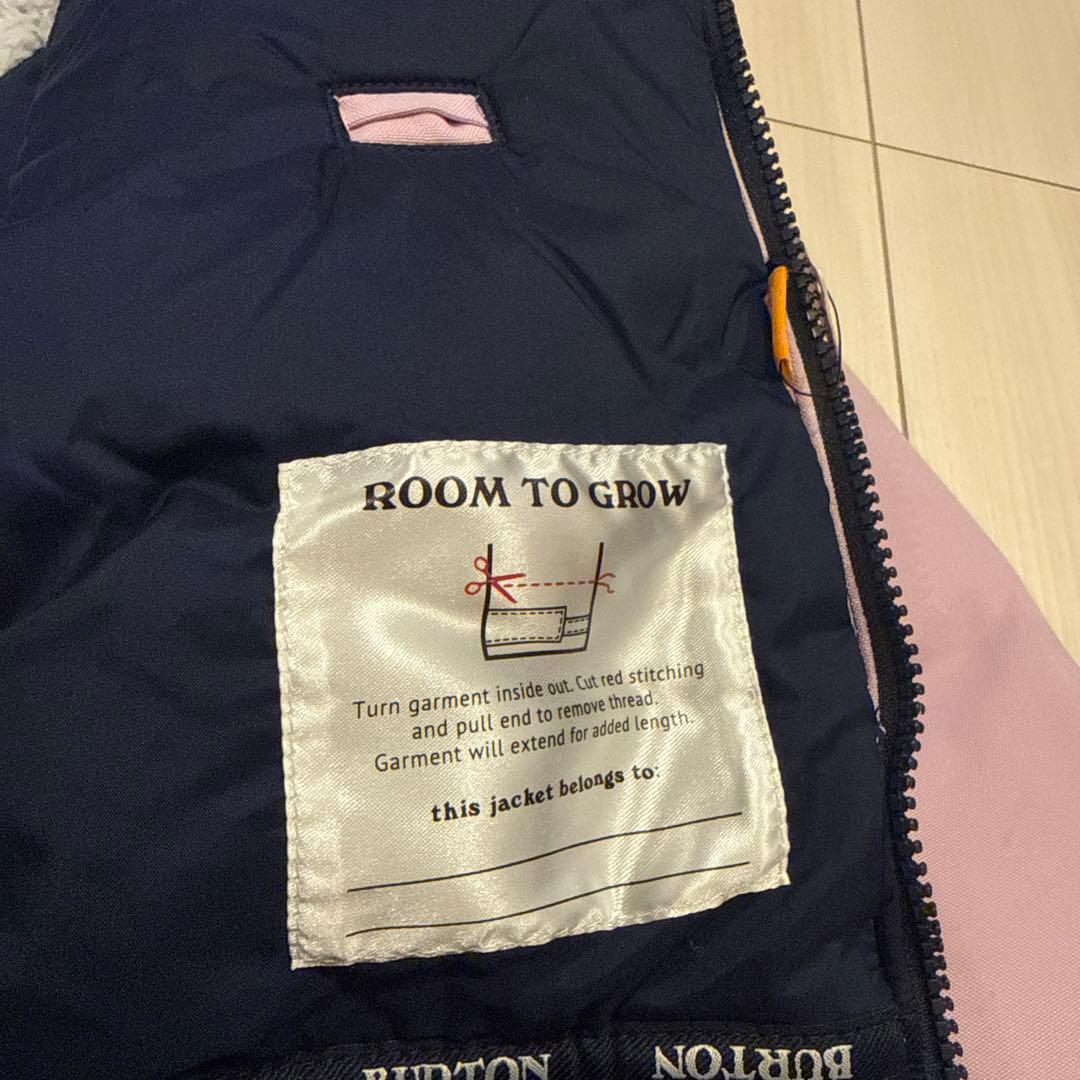 ROOM TO GROW
Turn garment inside out. Cut red stitching
and pull end to remove thread.
Garment will extend for added length.
this jacket belongs to:
BURTON BURTON